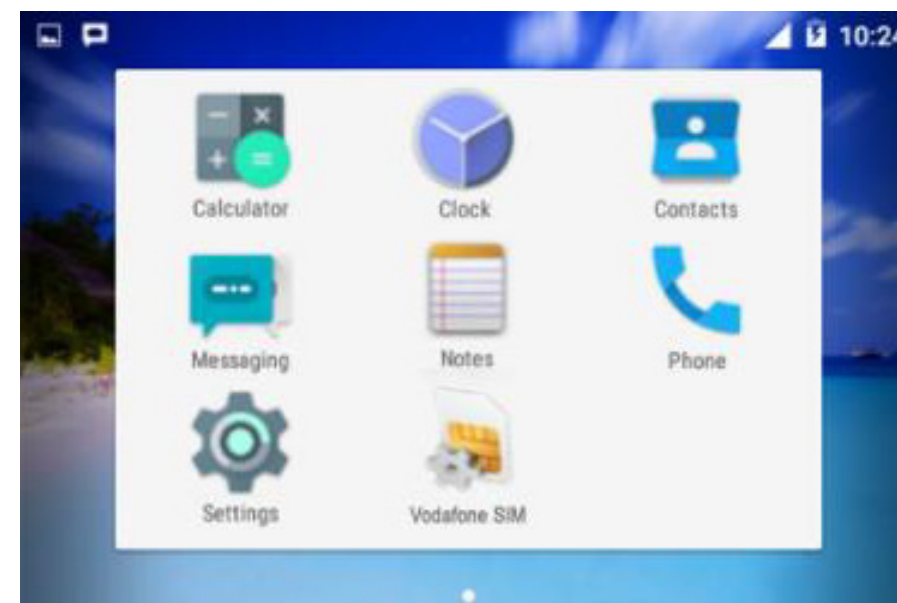 10:24
Calculator Clock Contacts
Messaging Notes Phone
Settings Vodafone SIM